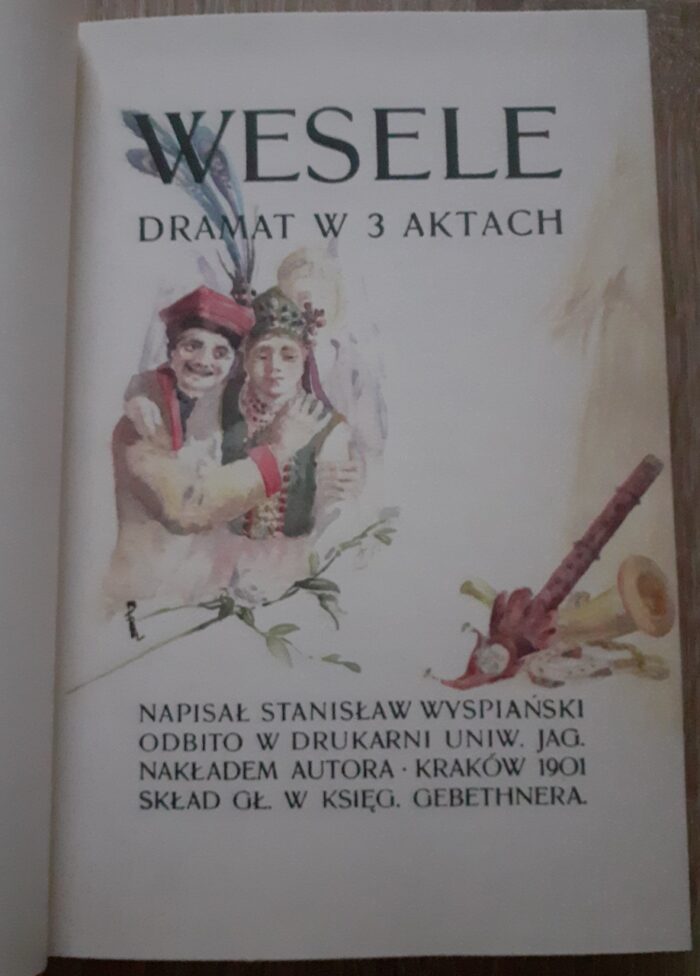 WESELE
DRAMAT W 3 AKTACH
NAPISAŁ STANISŁAW WYSPIAŃSKI
ODBITO W DRUKARNI UNIW. JAG.
NAKŁADEM AUTORA · KRAKÓW 1901
SKŁAD GŁ. W KSIĘG. GEBETHNERA.